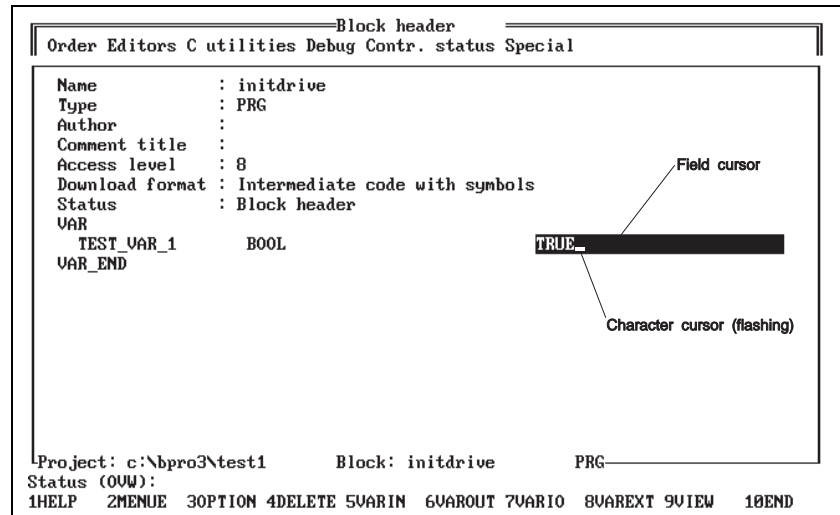 Block header
Order Editors C utilities Debug Contr. status Special
Name : initdrive
Type : PRG
Author :
Comment title :
Access level : 8
Field cursor
Download format : Intermediate code with symbols
Status : Block header
VAR
TEST_VAR_1 BOOL TRUE_
VAR_END
Character cursor (flashing)
Project: c:\bpro3\test1 Block: initdrive PRG
Status (OVW):
1HELP 2MENUE 3OPTION 4DELETE 5VARIN 6VAROUT 7VARIO 8VAREXT 9VIEW 10END